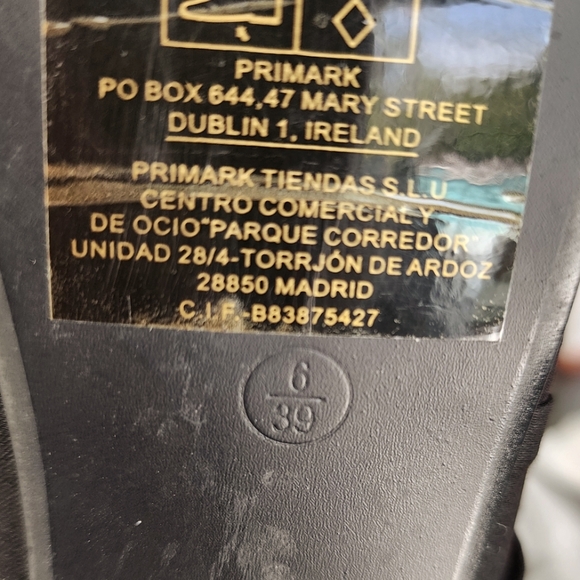 PRIMARK
PO BOX 644,47 MARY STREET
DUBLIN 1, IRELAND
PRIMARK TIENDAS S.L.U
CENTRO COMERCIAL Y
DE OCIO"PARQUE CORREDOR"
UNIDAD 28/4-TORRJÓN DE ARDOZ
28850 MADRID
C.I.F.-B83875427
6
39